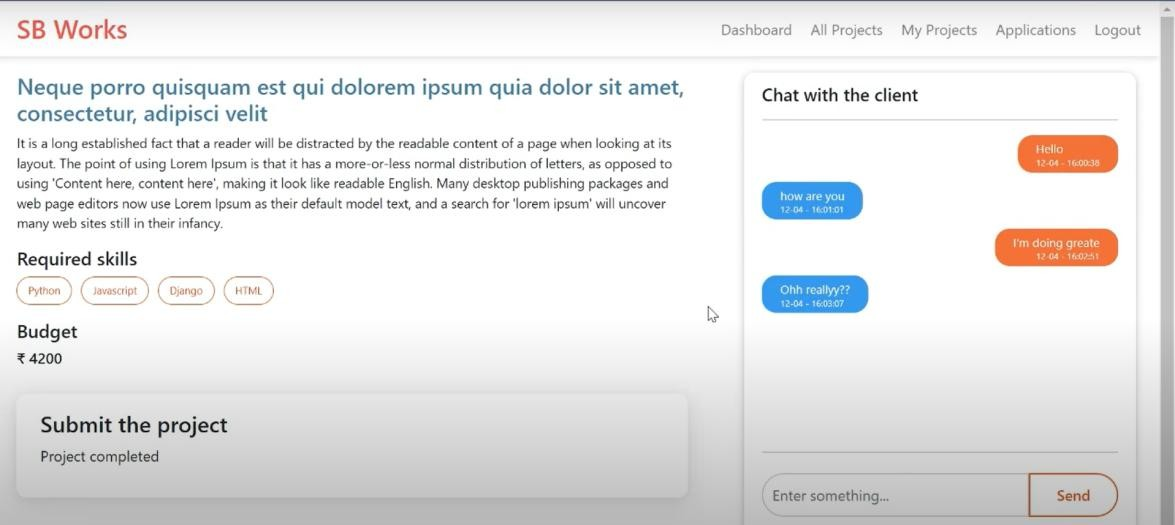 SB Works
Dashboard All Projects My Projects Applications Logout
Neque porro quisquam est qui dolorem ipsum quia dolor sit amet,
consectetur, adipisci velit
It is a long established fact that a reader will be distracted by the readable content of a page when looking at its
layout. The point of using Lorem Ipsum is that it has a more-or-less normal distribution of letters, as opposed to
using 'Content here, content here', making it look like readable English. Many desktop publishing packages and
web page editors now use Lorem Ipsum as their default model text, and a search for 'lorem ipsum' will uncover
many web sites still in their infancy.
Required skills
Python Javascript Django HTML
Budget
₹ 4200
Submit the project
Project completed
Chat with the client
Hello
12-04 - 16:00:38
how are you
12-04 - 16:01:01
I'm doing greate
12-04 - 16:02:51
Ohh reallyy??
12-04 - 16:03:07
Enter something...
Send